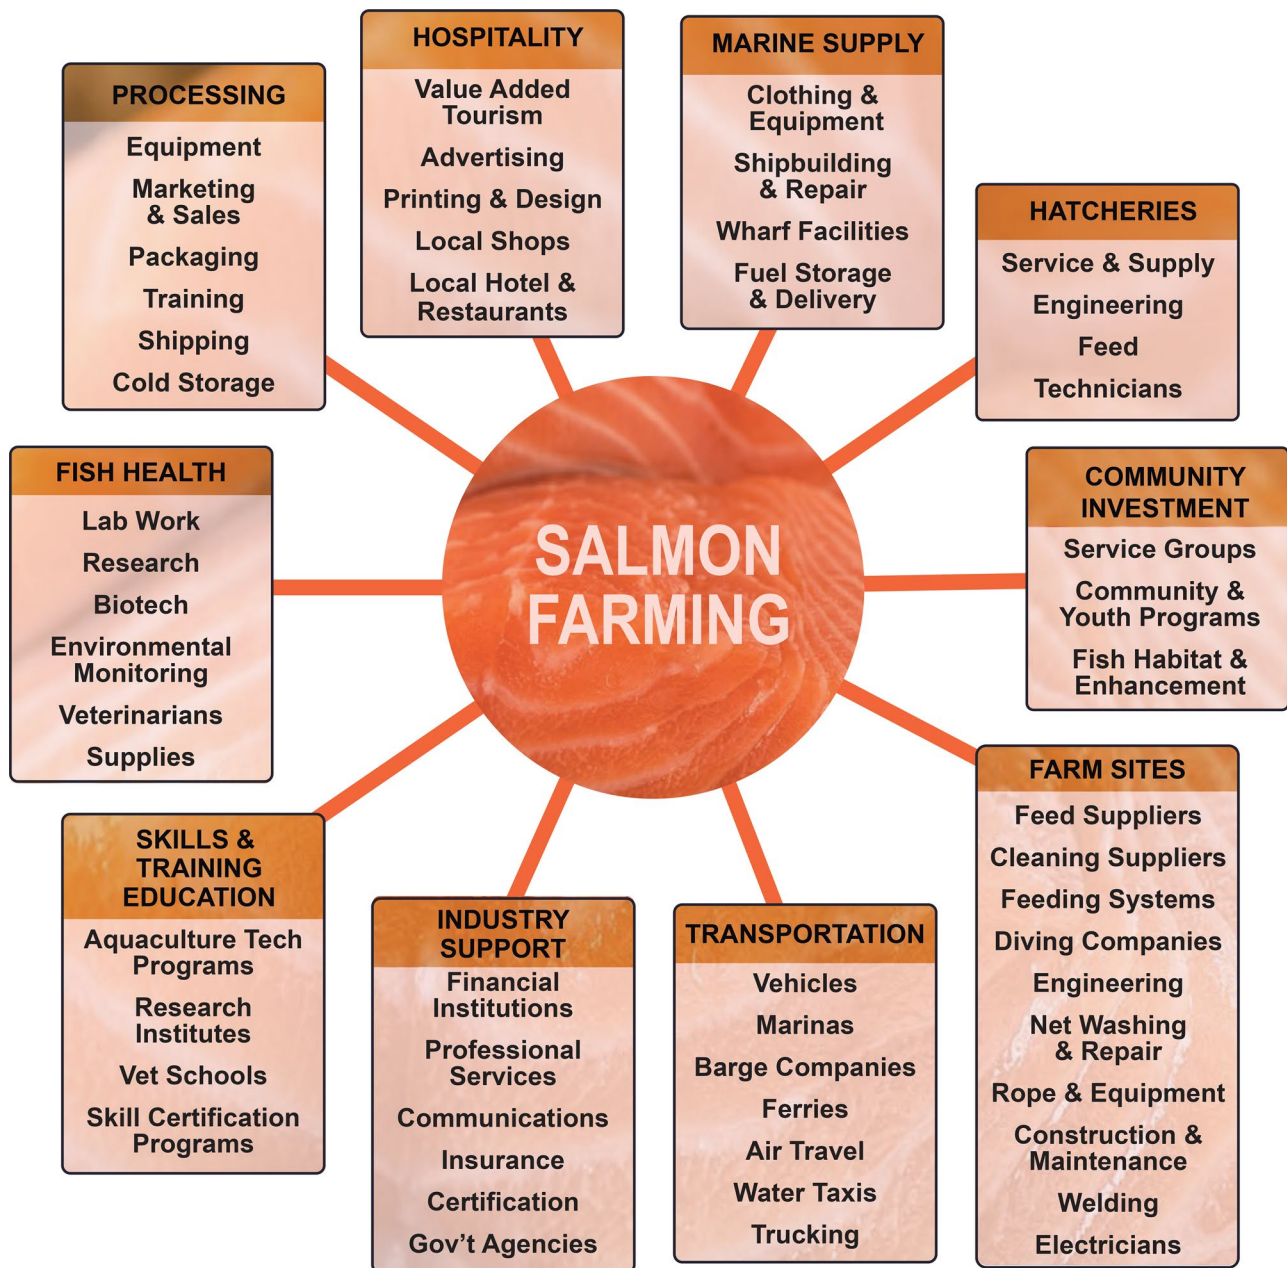 PROCESSING
Equipment
Marketing
& Sales
Packaging
Training
Shipping
Cold Storage
HOSPITALITY
Value Added
Tourism
Advertising
Printing & Design
Local Shops
Local Hotel &
Restaurants
MARINE SUPPLY
Clothing &
Equipment
Shipbuilding
& Repair
Wharf Facilities
Fuel Storage
& Delivery
HATCHERIES
Service & Supply
Engineering
Feed
Technicians
FISH HEALTH
Lab Work
Research
Biotech
Environmental
Monitoring
Veterinarians
Supplies
SALMON
FARMING
COMMUNITY
INVESTMENT
Service Groups
Community &
Youth Programs
Fish Habitat &
Enhancement
SKILLS &
TRAINING
EDUCATION
Aquaculture Tech
Programs
Research
Institutes
Vet Schools
Skill Certification
Programs
INDUSTRY
SUPPORT
Financial
Institutions
Professional
Services
Communications
Insurance
Certification
Gov’t Agencies
TRANSPORTATION
Vehicles
Marinas
Barge Companies
Ferries
Air Travel
Water Taxis
Trucking
FARM SITES
Feed Suppliers
Cleaning Suppliers
Feeding Systems
Diving Companies
Engineering
Net Washing
& Repair
Rope & Equipment
Construction &
Maintenance
Welding
Electricians